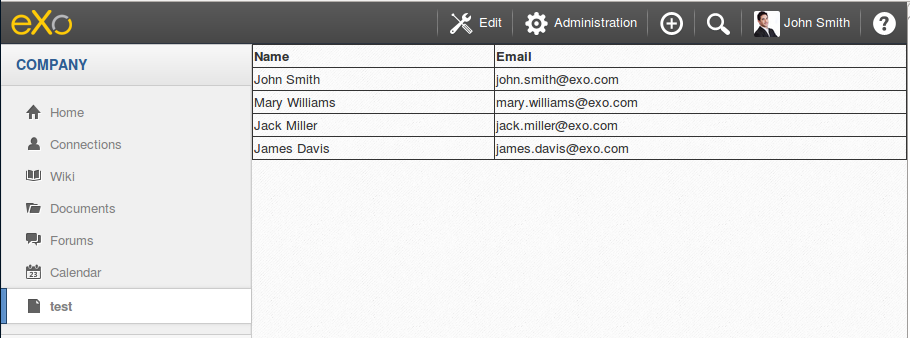 eXo Edit Administration John Smith ?
COMPANY
Home
Connections
Wiki
Documents
Forums
23 Calendar
test
Name Email
John Smith john.smith@exo.com
Mary Williams mary.williams@exo.com
Jack Miller jack.miller@exo.com
James Davis james.davis@exo.com